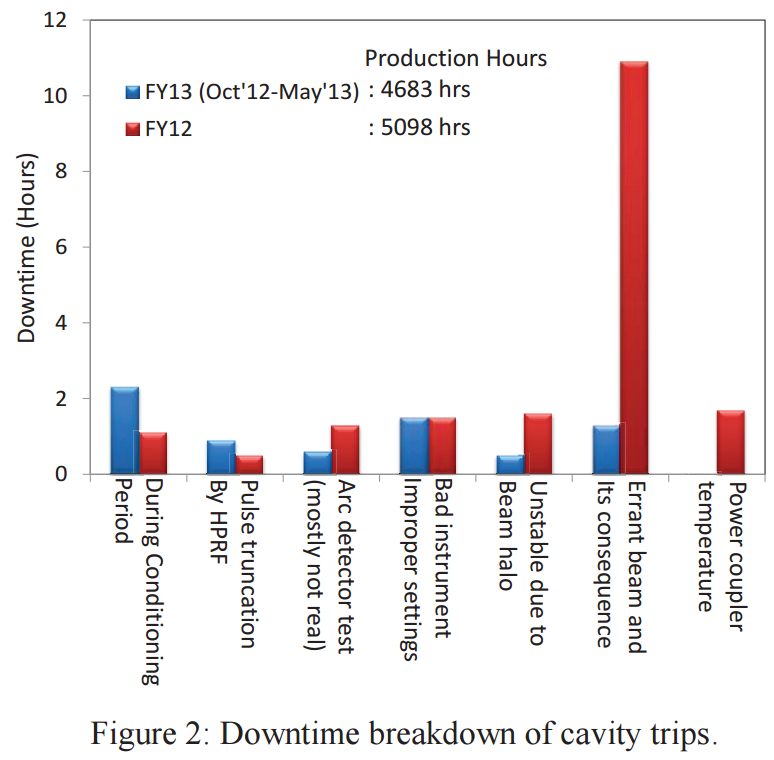 12
10
8
6
4
2
0
Downtime (Hours)
Production Hours
FY13 (Oct'12-May'13) : 4683 hrs
FY12 : 5098 hrs
During Conditioning
Period
Pulse truncation
By HPRF
Arc detector test
(mostly not real)
Bad instrument
Improper settings
Unstable due to
Beam halo
Errant beam and
Its consequence
Power coupler
temperature
Figure 2: Downtime breakdown of cavity trips.